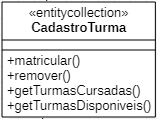 «entitycollection»
CadastroTurma
+matricular()
+remover()
+getTurmasCursadas()
+getTurmasDisponiveis()